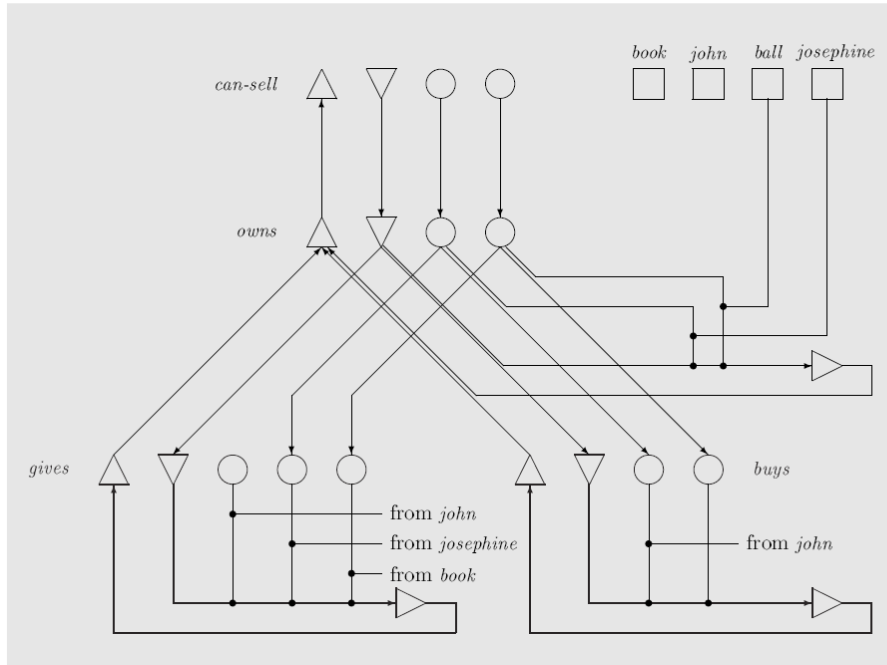 book john ball josephine
can-sell
owns
gives
buys
from john
from josephine
from john
from book